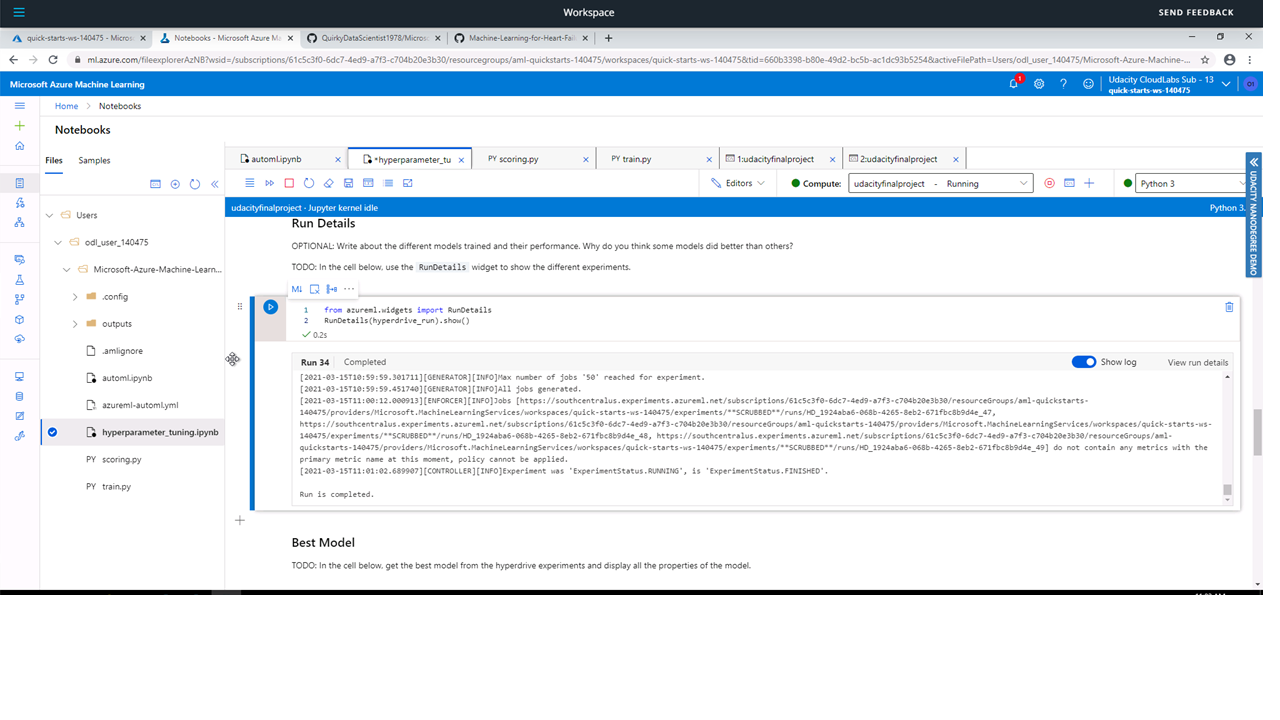 Workspace
SEND FEEDBACK
quick-starts-ws-140475 - Micros
Notebooks - Microsoft Azure Ma
QuirkyDataScientist1978/Micros
Machine-Learning-for-Heart-Fail
ml.azure.com/fileexplorerAzNB?wsid=/subscriptions/61c5c3f0-6dc7-4ed9-a7f3-c704b20e3b30/resourcegroups/aml-quickstarts-140475/workspaces/quick-starts-ws-140475&tid=660b3398-b80e-49d2-bc5b-ac1dc93b5254&activeFilePath=Users/odl_user_140475/Microsoft-Azure-Machine-...
Microsoft Azure Machine Learning
1
Udacity CloudLabs Sub - 13
quick-starts-ws-140475
Home > Notebooks
Notebooks
Files
Samples
automl.ipynb
*hyperparameter_tu
PY scoring.py
PY train.py
1:udacityfinalproject
2:udacityfinalproject
Editors
Compute:
udacityfinalproject - Running
Python 3
UDACITY NANODEGREE DEMO
udacityfinalproject - Jupyter kernel idle
Python 3.
Users
odl_user_140475
Microsoft-Azure-Machine-Learn...
.config
outputs
.amlignore
automl.ipynb
azureml-automl.yml
hyperparameter_tuning.ipynb
PY scoring.py
PY train.py
Run Details
OPTIONAL: Write about the different models trained and their performance. Why do you think some models did better than others?
TODO: In the cell below, use the RunDetails widget to show the different experiments.
M↓
1 from azureml.widgets import RunDetails
2 RunDetails(hyperdrive_run).show()
0.2s
Run 34
Completed
Show log
View run details
[2021-03-15T10:59:59.301711][GENERATOR][INFO]Max number of jobs '50' reached for experiment.
[2021-03-15T10:59:59.451740][GENERATOR][INFO]All jobs generated.
[2021-03-15T11:00:12.000913][ENFORCER][INFO]Jobs [https://southcentralus.experiments.azureml.net/subscriptions/61c5c3f0-6dc7-4ed9-a7f3-c704b20e3b30/resourceGroups/aml-quickstarts-
140475/providers/Microsoft.MachineLearningServices/workspaces/quick-starts-ws-140475/experiments/**SCRUBBED**/runs/HD_1924aba6-068b-4265-8eb2-671fbc8b9d4e_47,
https://southcentralus.experiments.azureml.net/subscriptions/61c5c3f0-6dc7-4ed9-a7f3-c704b20e3b30/resourceGroups/aml-quickstarts-140475/providers/Microsoft.MachineLearningServices/workspaces/quick-starts-ws-
140475/experiments/**SCRUBBED**/runs/HD_1924aba6-068b-4265-8eb2-671fbc8b9d4e_48, https://southcentralus.experiments.azureml.net/subscriptions/61c5c3f0-6dc7-4ed9-a7f3-c704b20e3b30/resourceGroups/aml-
quickstarts-140475/providers/Microsoft.MachineLearningServices/workspaces/quick-starts-ws-140475/experiments/**SCRUBBED**/runs/HD_1924aba6-068b-4265-8eb2-671fbc8b9d4e_49] do not contain any metrics with the
primary metric name at this moment, policy cannot be applied.
[2021-03-15T11:01:02.689907][CONTROLLER][INFO]Experiment was 'ExperimentStatus.RUNNING', is 'ExperimentStatus.FINISHED'.
Run is completed.
Best Model
TODO: In the cell below, get the best model from the hyperdrive experiments and display all the properties of the model.